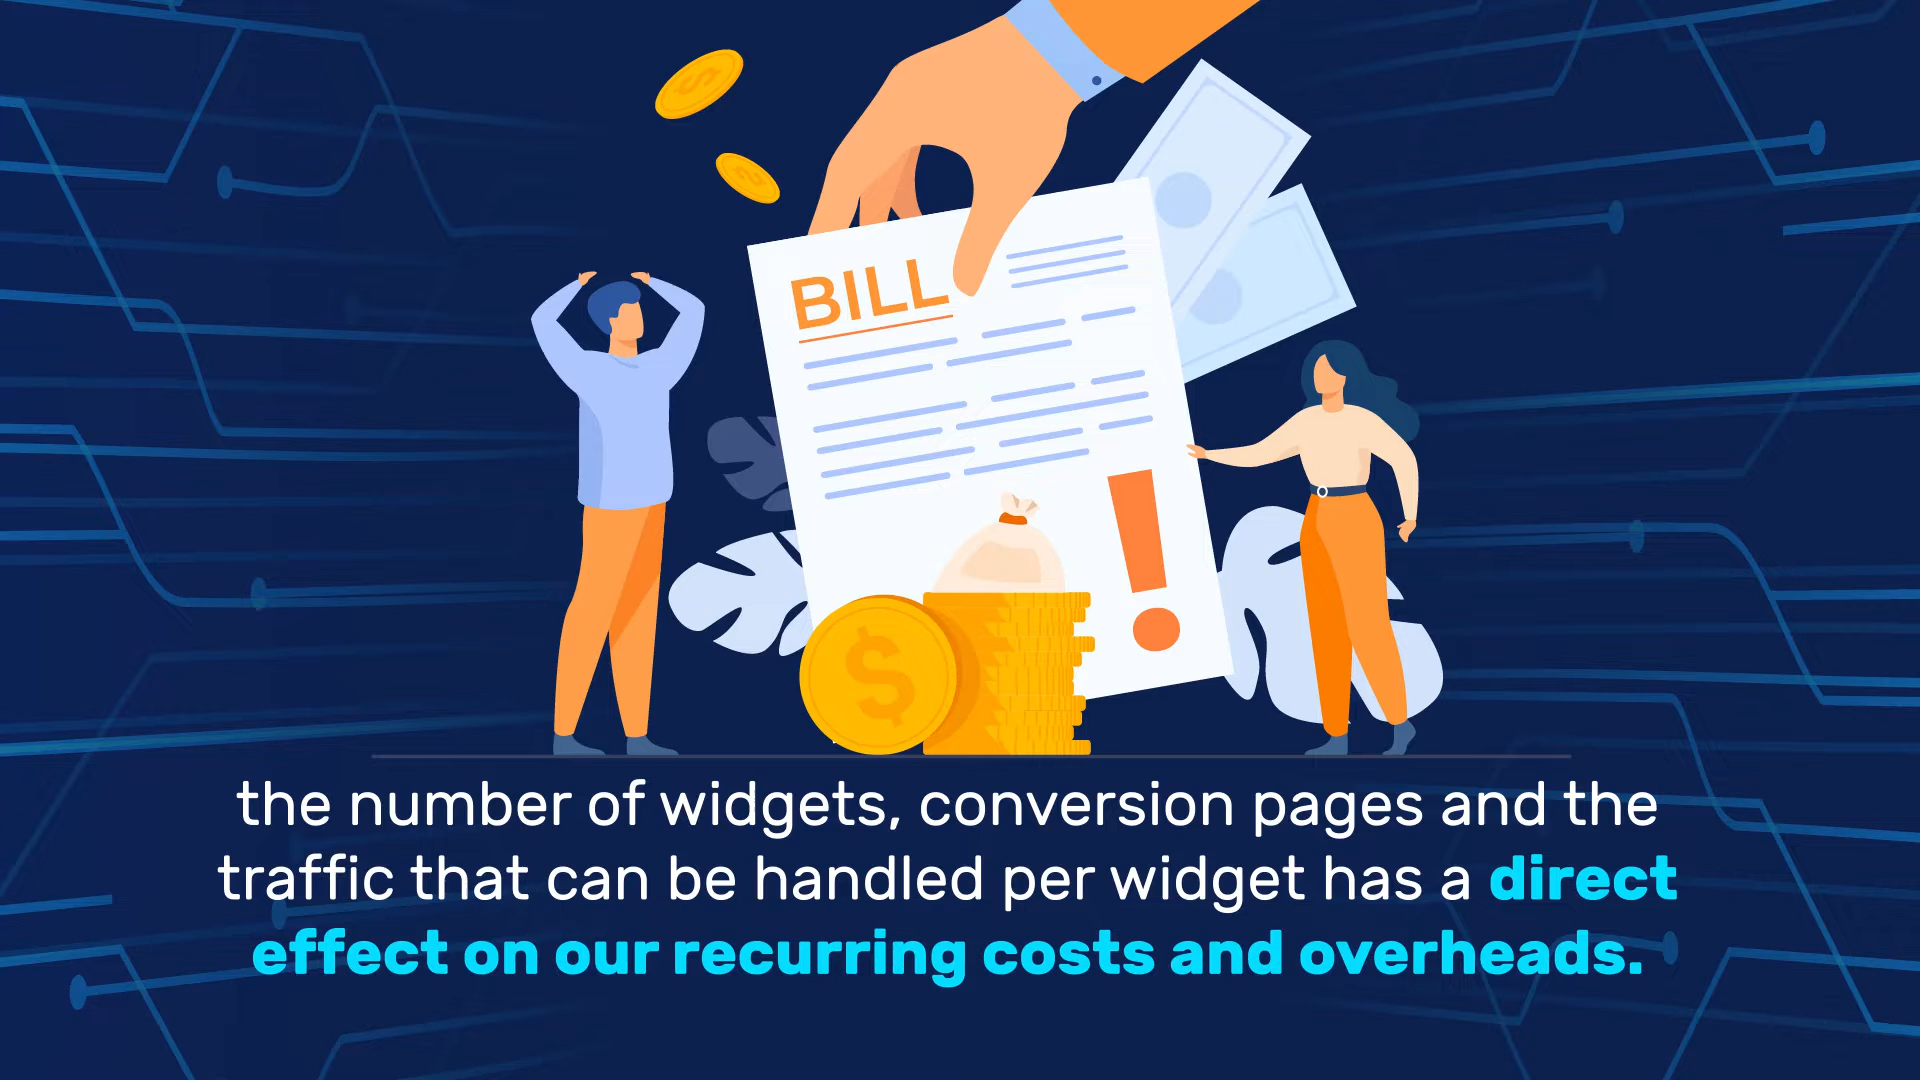 BILL
!
$
the number of widgets, conversion pages and the
traffic that can be handled per widget has a direct
effect on our recurring costs and overheads.